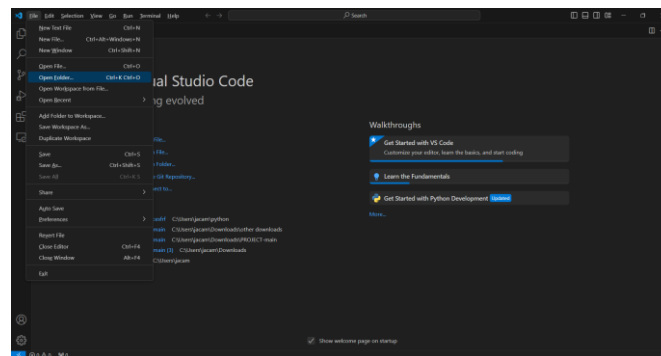 File Edit Selection View Go Run Terminal Help
Search
New Text File Ctrl+N
New File... Ctrl+Alt+Windows+N
New Window Ctrl+Shift+N
Open File... Ctrl+O
Open Folder... Ctrl+K Ctrl+O
Open Workspace from File...
Open Recent
Add Folder to Workspace...
Save Workspace As...
Duplicate Workspace
Save Ctrl+S
Save As... Ctrl+Shift+S
Save All Ctrl+K S
Share
Auto Save
Preferences
Revert File
Close Editor Ctrl+F4
Close Window Alt+F4
Exit
ual Studio Code
ng evolved
File...
File...
Folder...
Git Repository...
C:\Users\jacam\python
main C:\Users\jacam\Downloads\other downloads
main C:\Users\jacam\Downloads\PROJECT-main
main (1) C:\Users\jacam\Downloads
C:\Users\jacam
Walkthroughs
Get Started with VS Code
Customize your editor, learn the basics, and start coding
Learn the Fundamentals
Get Started with Python Development Updated
More...
Show welcome page on startup